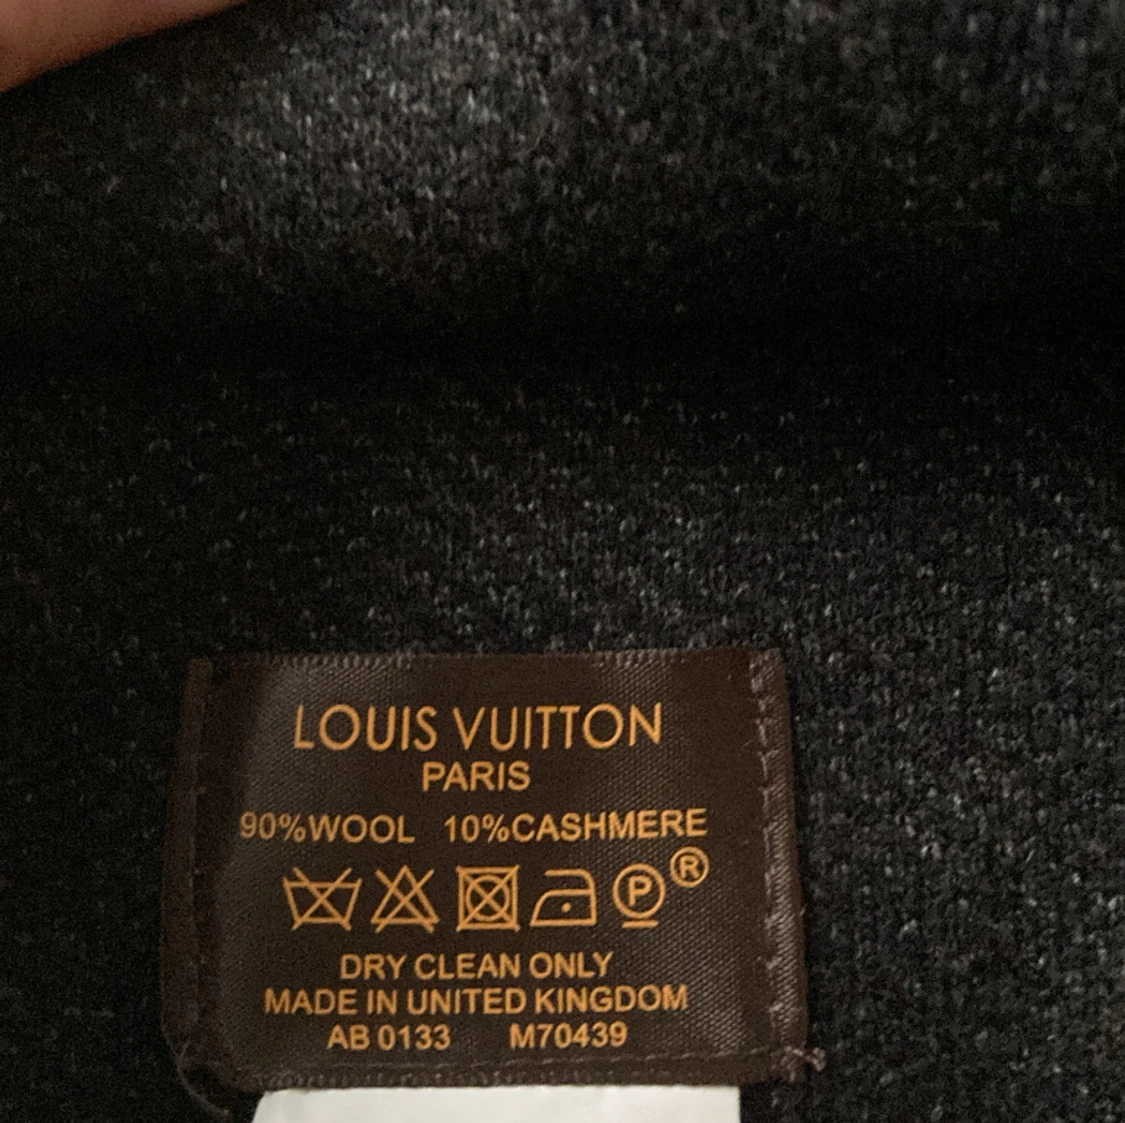 LOUIS VUITTON
PARIS
90%WOOL 10%CASHMERE
P ®
DRY CLEAN ONLY
MADE IN UNITED KINGDOM
AB 0133 M70439